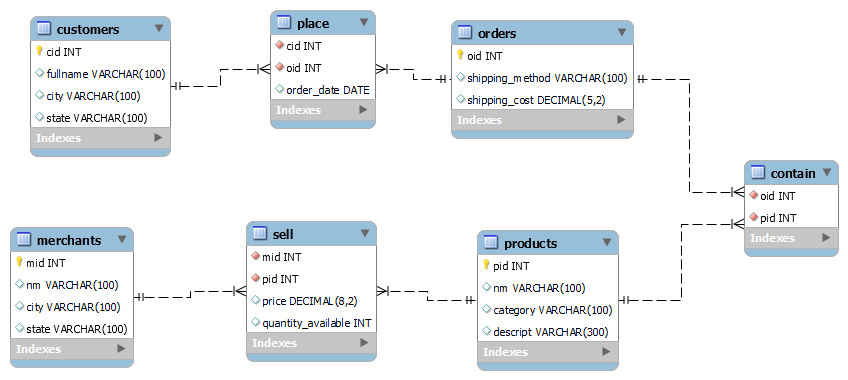 customers
cid INT
fullname VARCHAR(100)
city VARCHAR(100)
state VARCHAR(100)
Indexes
place
cid INT
oid INT
order_date DATE
Indexes
orders
oid INT
shipping_method VARCHAR(100)
shipping_cost DECIMAL(5,2)
Indexes
contain
oid INT
pid INT
Indexes
merchants
mid INT
nm VARCHAR(100)
city VARCHAR(100)
state VARCHAR(100)
Indexes
sell
mid INT
pid INT
price DECIMAL(8,2)
quantity_available INT
Indexes
products
pid INT
nm VARCHAR(100)
category VARCHAR(100)
descript VARCHAR(300)
Indexes